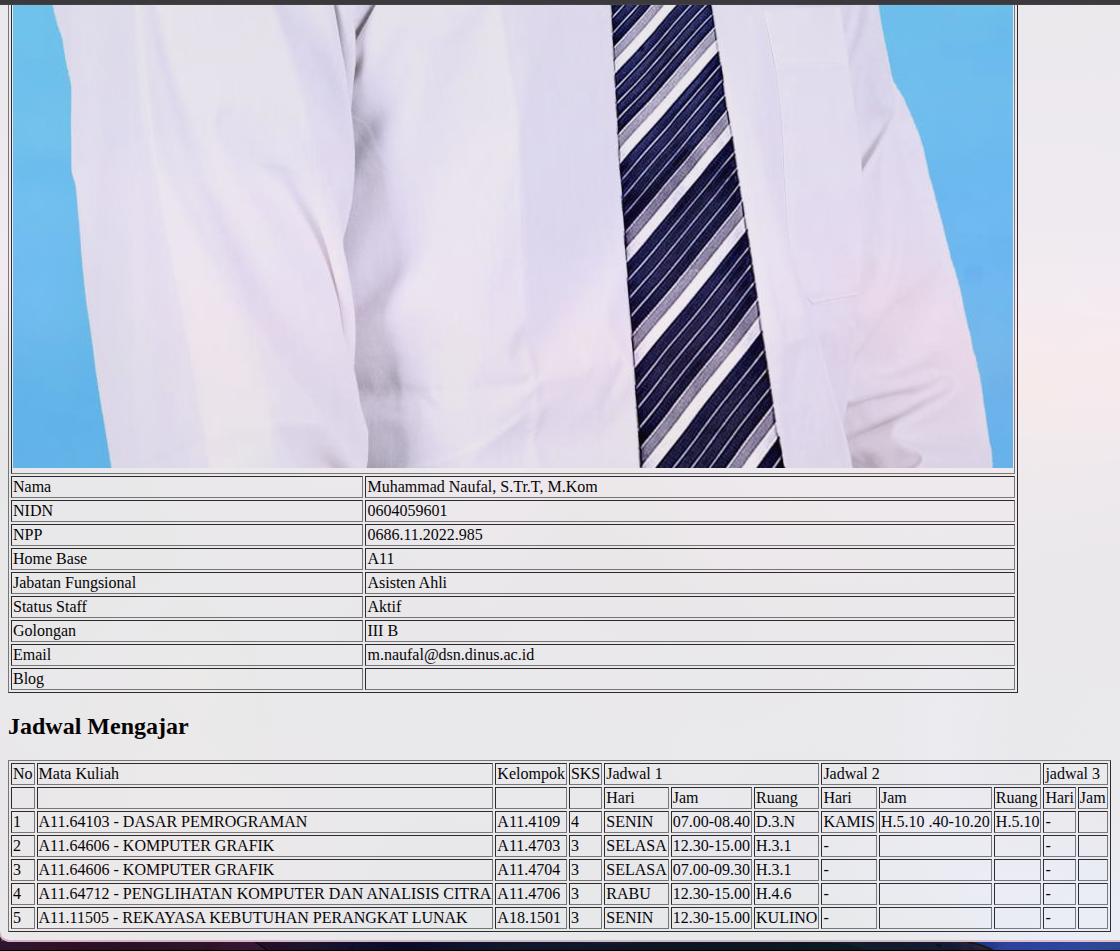 Nama Muhammad Naufal, S.Tr.T, M.Kom
NIDN 0604059601
NPP 0686.11.2022.985
Home Base A11
Jabatan Fungsional Asisten Ahli
Status Staff Aktif
Golongan III B
Email m.naufal@dsn.dinus.ac.id
Blog
Jadwal Mengajar
No Mata Kuliah Kelompok SKS Jadwal 1 Jadwal 2 jadwal 3
Hari Jam Ruang Hari Jam Ruang Hari Jam
1 A11.64103 - DASAR PEMROGRAMAN A11.4109 4 SENIN 07.00-08.40 D.3.N KAMIS H.5.10 .40-10.20 H.5.10 -
2 A11.64606 - KOMPUTER GRAFIK A11.4703 3 SELASA 12.30-15.00 H.3.1 - -
3 A11.64606 - KOMPUTER GRAFIK A11.4704 3 SELASA 07.00-09.30 H.3.1 - -
4 A11.64712 - PENGLIHATAN KOMPUTER DAN ANALISIS CITRA A11.4706 3 RABU 12.30-15.00 H.4.6 - -
5 A11.11505 - REKAYASA KEBUTUHAN PERANGKAT LUNAK A18.1501 3 SENIN 12.30-15.00 KULINO - -